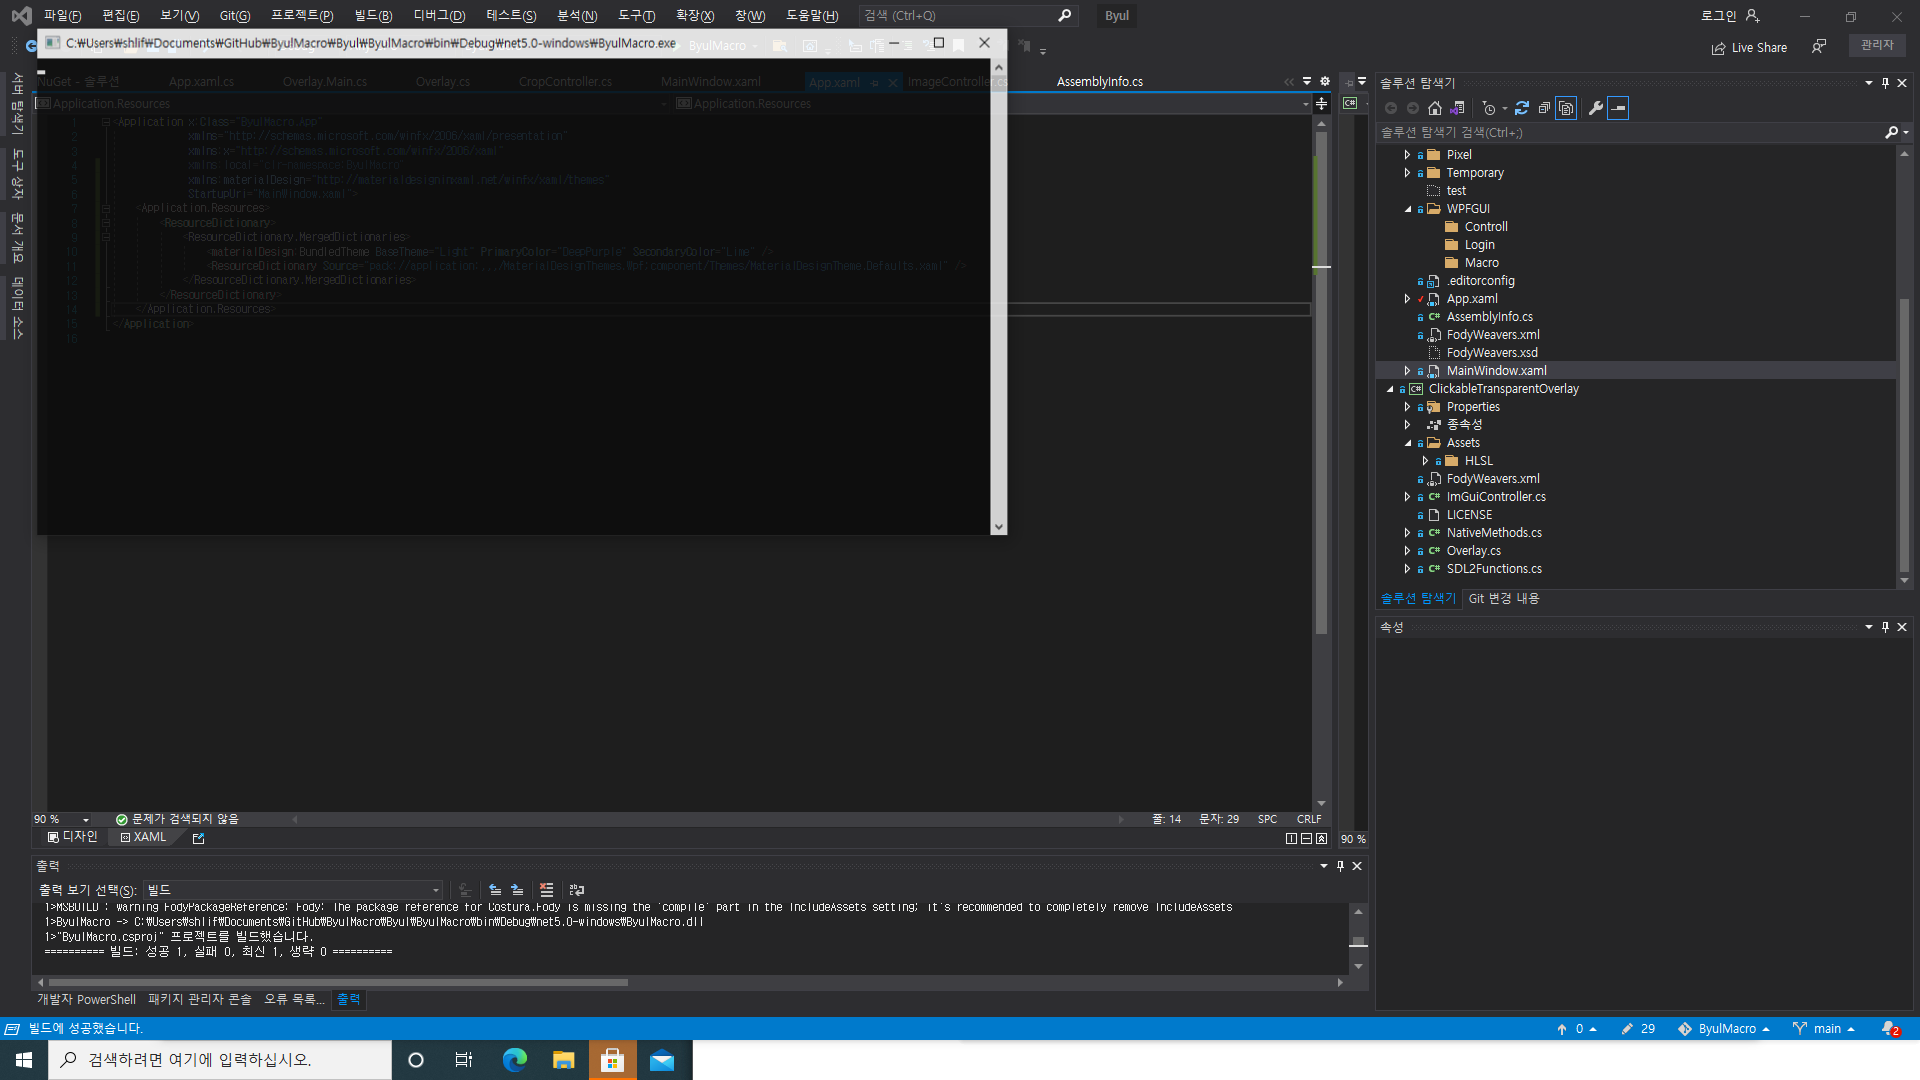 파일(F) 편집(E) 보기(V) Git(G) 프로젝트(P) 빌드(B) 디버그(D) 테스트(S) 분석(N) 도구(T) 확장(X) 창(W) 도움말(H) 검색 (Ctrl+Q) Byul 로그인
C:₩Users₩shlif₩Documents₩GitHub₩ByulMacro₩Byul₩ByulMacro₩bin₩Debug₩net5.0-windows₩ByulMacro.exe
ByulMacro
Live Share 관리자
NuGet - 솔루션 App.xaml.cs Overlay.Main.cs Overlay.cs CropController.cs MainWindow.xaml App.xaml ImageController.cs AssemblyInfo.cs
Application.Resources Application.Resources
1 <Application x:Class="ByulMacro.App"
2 xmlns="http://schemas.microsoft.com/winfx/2006/xaml/presentation"
3 xmlns:x="http://schemas.microsoft.com/winfx/2006/xaml"
4 xmlns:local="clr-namespace:ByulMacro"
5 xmlns:materialDesign="http://materialdesigninxaml.net/winfx/xaml/themes"
6 StartupUri="MainWindow.xaml">
7 <Application.Resources>
8 <ResourceDictionary>
9 <ResourceDictionary.MergedDictionaries>
10 <materialDesign:BundledTheme BaseTheme="Light" PrimaryColor="DeepPurple" SecondaryColor="Lime" />
11 <ResourceDictionary Source="pack://application:,,,/MaterialDesignThemes.Wpf;component/Themes/MaterialDesignTheme.Defaults.xaml" />
12 </ResourceDictionary.MergedDictionaries>
13 </ResourceDictionary>
14 </Application.Resources>
15 </Application>
16
서버 탐색기
도구 상자
문서 개요
데이터 소스
90 % 문제가 검색되지 않음 줄: 14 문자: 29 SPC CRLF
디자인 XAML 90 %
출력
출력 보기 선택(S): 빌드
1>MSBUILD : warning FodyPackageReference: Fody: The package reference for Costura.Fody is missing the 'compile' part in the IncludeAssets setting; it's recommended to completely remove IncludeAssets
1>ByulMacro -> C:₩Users₩shlif₩Documents₩GitHub₩ByulMacro₩Byul₩ByulMacro₩bin₩Debug₩net5.0-windows₩ByulMacro.dll
1>"ByulMacro.csproj" 프로젝트를 빌드했습니다.
========== 빌드: 성공 1, 실패 0, 최신 1, 생략 0 ==========
개발자 PowerShell 패키지 관리자 콘솔 오류 목록... 출력
솔루션 탐색기
솔루션 탐색기 검색(Ctrl+;)
Pixel
Temporary
test
WPFGUI
Controll
Login
Macro
.editorconfig
App.xaml
AssemblyInfo.cs
FodyWeavers.xml
FodyWeavers.xsd
MainWindow.xaml
ClickableTransparentOverlay
Properties
종속성
Assets
HLSL
FodyWeavers.xml
ImGuiController.cs
LICENSE
NativeMethods.cs
Overlay.cs
SDL2Functions.cs
솔루션 탐색기 Git 변경 내용
속성
빌드에 성공했습니다. 0 29 ByulMacro main 2
검색하려면 여기에 입력하십시오.